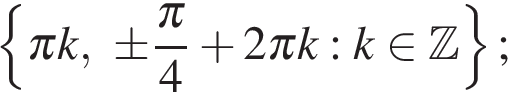 {πk, ±π/4 + 2πk : k ∈ ℤ};